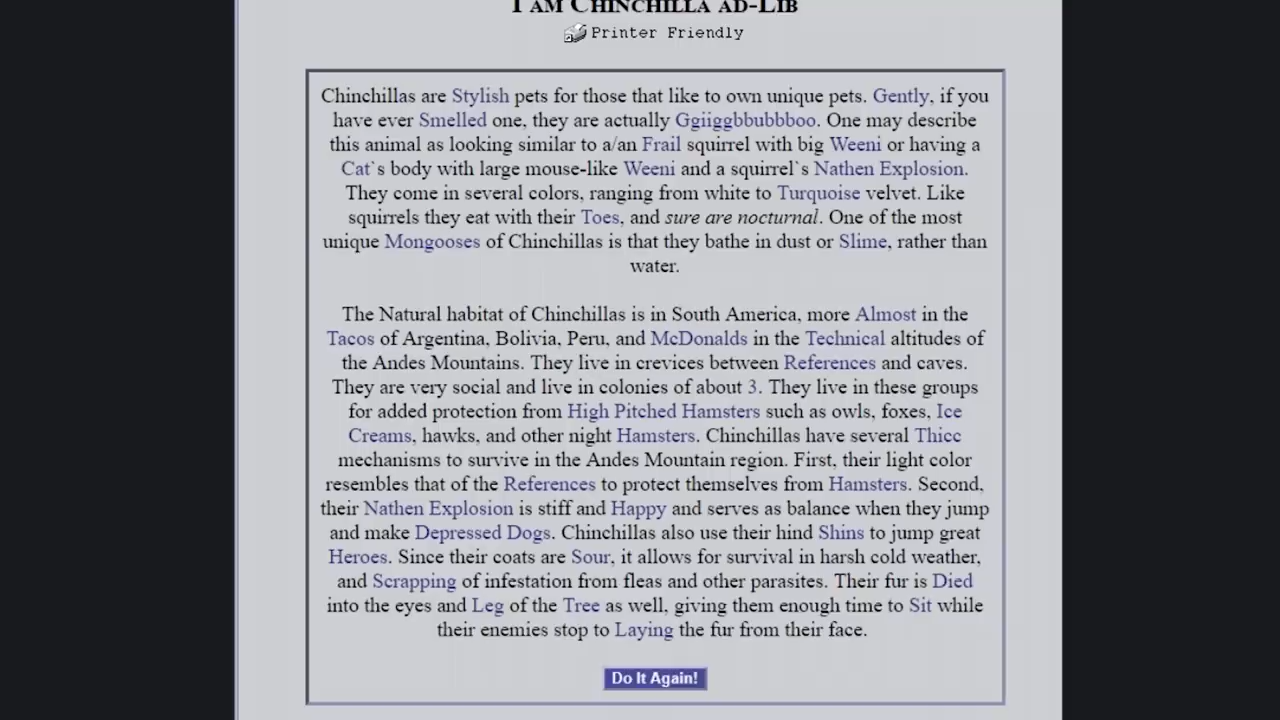 I am Chinchilla ad-Lib
Printer Friendly
Chinchillas are Stylish pets for those that like to own unique pets. Gently, if you
have ever Smelled one, they are actually Ggiiggbbubbboo. One may describe
this animal as looking similar to a/an Frail squirrel with big Weeni or having a
Cat`s body with large mouse-like Weeni and a squirrel`s Nathen Explosion.
They come in several colors, ranging from white to Turquoise velvet. Like
squirrels they eat with their Toes, and sure are nocturnal. One of the most
unique Mongooses of Chinchillas is that they bathe in dust or Slime, rather than
water.
The Natural habitat of Chinchillas is in South America, more Almost in the
Tacos of Argentina, Bolivia, Peru, and McDonalds in the Technical altitudes of
the Andes Mountains. They live in crevices between References and caves.
They are very social and live in colonies of about 3. They live in these groups
for added protection from High Pitched Hamsters such as owls, foxes, Ice
Creams, hawks, and other night Hamsters. Chinchillas have several Thicc
mechanisms to survive in the Andes Mountain region. First, their light color
resembles that of the References to protect themselves from Hamsters. Second,
their Nathen Explosion is stiff and Happy and serves as balance when they jump
and make Depressed Dogs. Chinchillas also use their hind Shins to jump great
Heroes. Since their coats are Sour, it allows for survival in harsh cold weather,
and Scrapping of infestation from fleas and other parasites. Their fur is Died
into the eyes and Leg of the Tree as well, giving them enough time to Sit while
their enemies stop to Laying the fur from their face.
Do It Again!